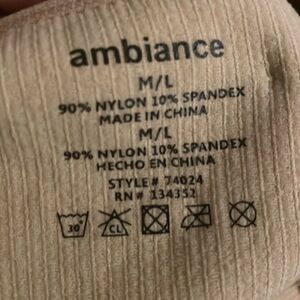 ambiance
M/L
90% NYLON 10% SPANDEX
MADE IN CHINA
M/L
90% NYLON 10% SPANDEX
HECHO EN CHINA
STYLE# 74024
RN# 134352
30° CL